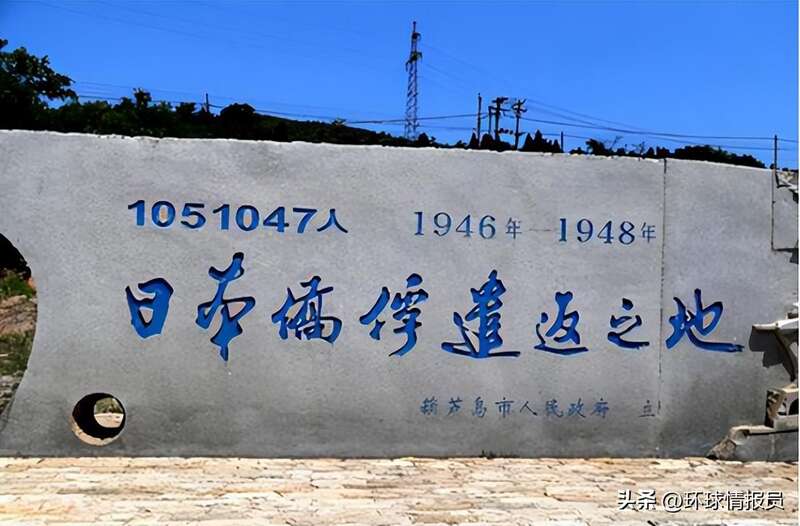 1051047人 1946年—1948年
日本僑俘遣返之地
葫芦岛市人民政府 立
头条 @环球情报员